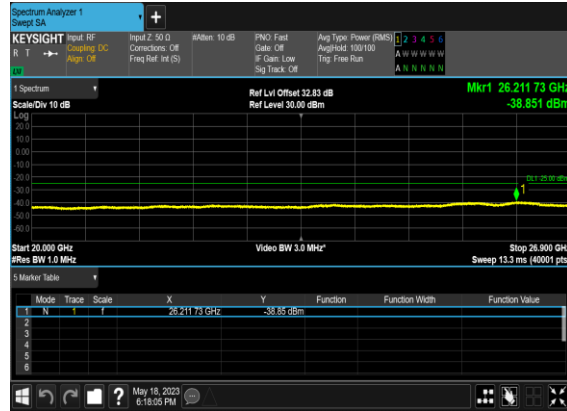 Spectrum Analyzer 1
Swept SA
+
KEYSIGHT Input: RF Input Z: 50 Ω #Atten: 10 dB PNO: Fast Avg Type: Power (RMS) 1 2 3 4 5 6
R T Coupling: DC Corrections: Off Gate: Off Avg|Hold: 100/100 A W W W W W
Align: Off Freq Ref: Int (S) IF Gain: Low Trig: Free Run
LW Sig Track: Off A N N N N N
1 Spectrum Ref Lvl Offset 32.83 dB Mkr1 26.211 73 GHz
Scale/Div 10 dB Ref Level 30.00 dBm -38.851 dBm
Log
20.0
10.0
0.00
-10.0
-20.0
DL1 -25.00 dBm
-30.0
1
-40.0
-50.0
-60.0
Start 20.000 GHz Video BW 3.0 MHz* Stop 26.900 GHz
#Res BW 1.0 MHz Sweep 13.3 ms (40001 pts)
5 Marker Table
Mode Trace Scale X Y Function Function Width Function Value
1 N 1 f 26.211 73 GHz -38.85 dBm
2
3
4
5
6
? May 18, 2023
6:18:05 PM